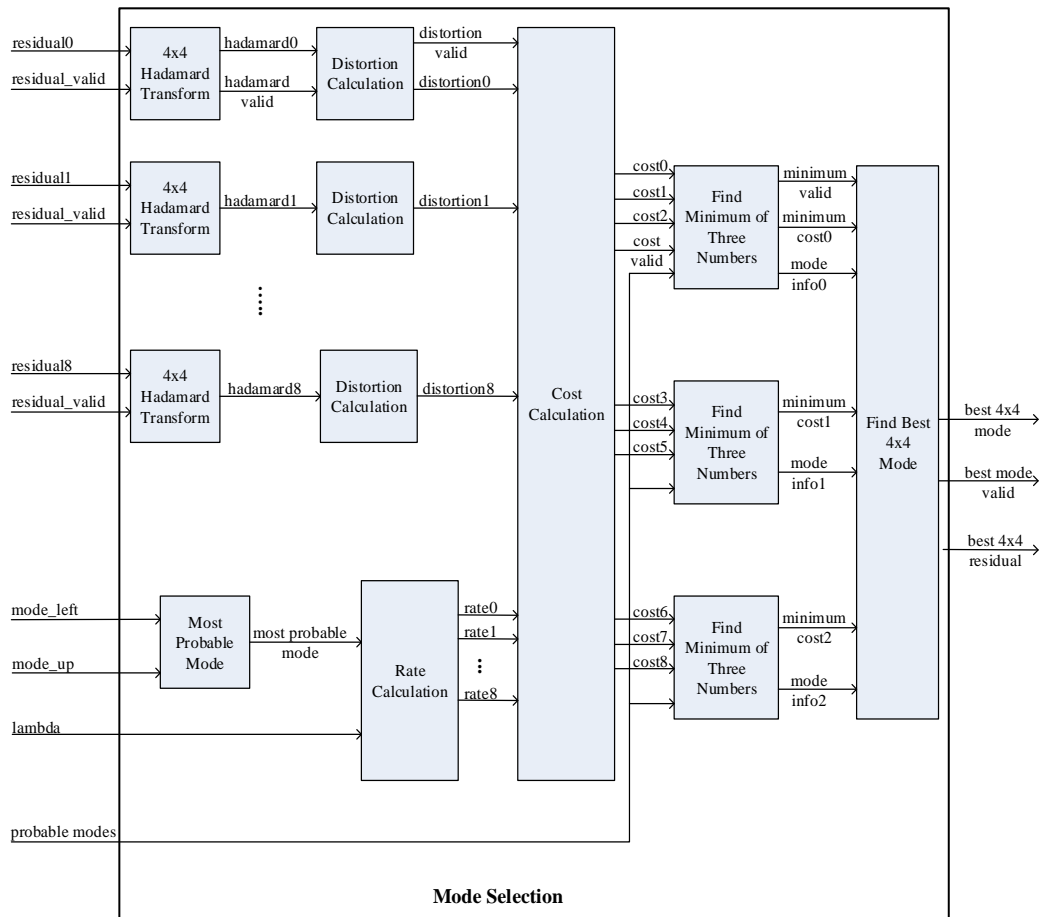 residual0
residual_valid
4x4
Hadamard
Transform
hadamard0
hadamard
valid
Distortion
Calculation
distortion
valid
distortion0
residual1
residual_valid
4x4
Hadamard
Transform
hadamard1
Distortion
Calculation
distortion1
residual8
residual_valid
4x4
Hadamard
Transform
hadamard8
Distortion
Calculation
distortion8
mode_left
mode_up
Most
Probable
Mode
most probable
mode
lambda
Rate
Calculation
rate0
rate1
rate8
probable modes
Cost
Calculation
cost0
cost1
cost2
cost
valid
Find
Minimum of
Three
Numbers
minimum
valid
minimum
cost0
mode
info0
cost3
cost4
cost5
Find
Minimum of
Three
Numbers
minimum
cost1
mode
info1
cost6
cost7
cost8
Find
Minimum of
Three
Numbers
minimum
cost2
mode
info2
Find Best
4x4
Mode
best 4x4
mode
best mode
valid
best 4x4
residual
Mode Selection